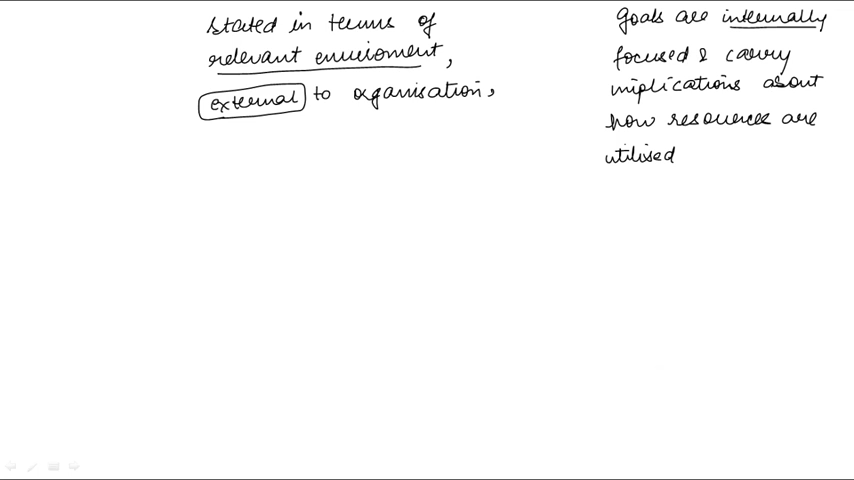 stated in terms of
relevant enviroment,
external to organisation,
Goals are internally
focused & carry
implications about
how resources are
utilised